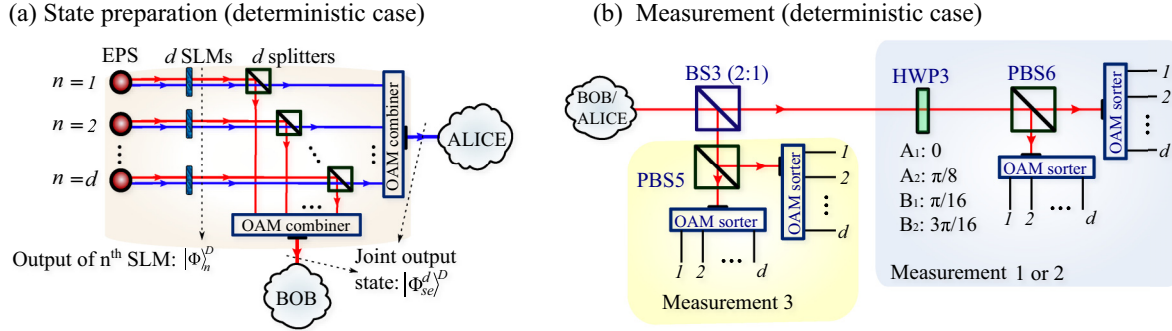 (a) State preparation (deterministic case)
EPS
d SLMs
d splitters
n = 1
n = 2
n = d
OAM combiner
ALICE
OAM combiner
Output of nth SLM: |Φ⟩ₙᴰ
BOB
Joint output
state: |Φᵈₛₑ⟩ᴰ
(b) Measurement (deterministic case)
BOB/
ALICE
BS3 (2:1)
HWP3
PBS6
OAM sorter
1
2
d
PBS5
OAM sorter
1
2
d
OAM sorter
1 2 ... d
Measurement 3
A₁: 0
A₂: π/8
B₁: π/16
B₂: 3π/16
OAM sorter
1 2 ... d
Measurement 1 or 2